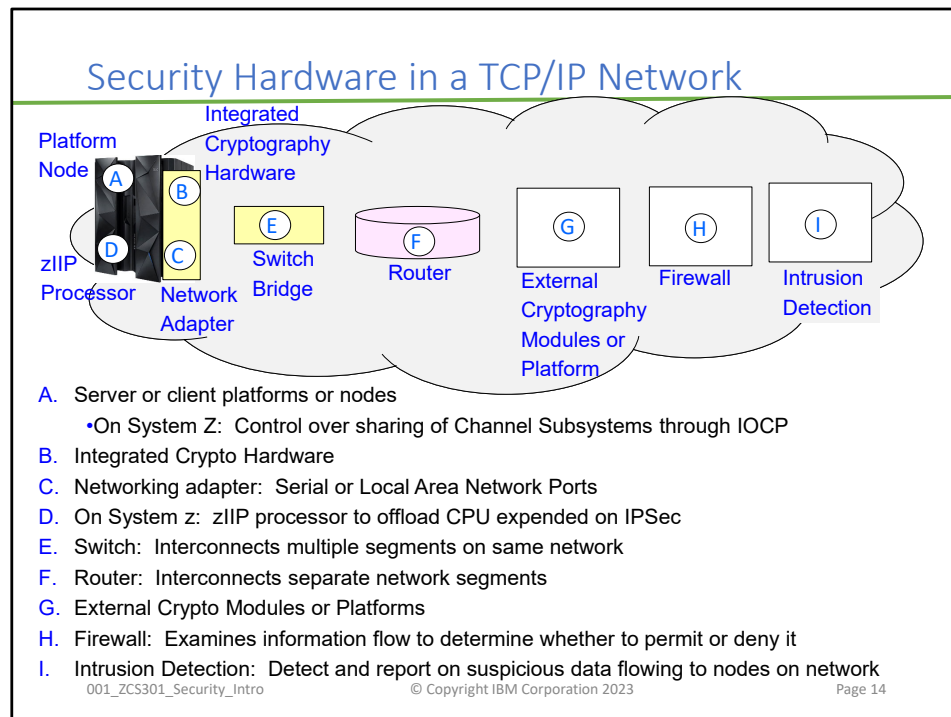 Security Hardware in a TCP/IP Network
Platform
Node
Integrated
Cryptography
Hardware
A
B
D
C
zIIP
Processor
Network
Adapter
E
Switch
Bridge
F
Router
G
External
Cryptography
Modules or
Platform
H
Firewall
I
Intrusion
Detection
A. Server or client platforms or nodes
•On System Z: Control over sharing of Channel Subsystems through IOCP
B. Integrated Crypto Hardware
C. Networking adapter: Serial or Local Area Network Ports
D. On System z: zIIP processor to offload CPU expended on IPSec
E. Switch: Interconnects multiple segments on same network
F. Router: Interconnects separate network segments
G. External Crypto Modules or Platforms
H. Firewall: Examines information flow to determine whether to permit or deny it
I. Intrusion Detection: Detect and report on suspicious data flowing to nodes on network
001_ZCS301_Security_Intro © Copyright IBM Corporation 2023 Page 14